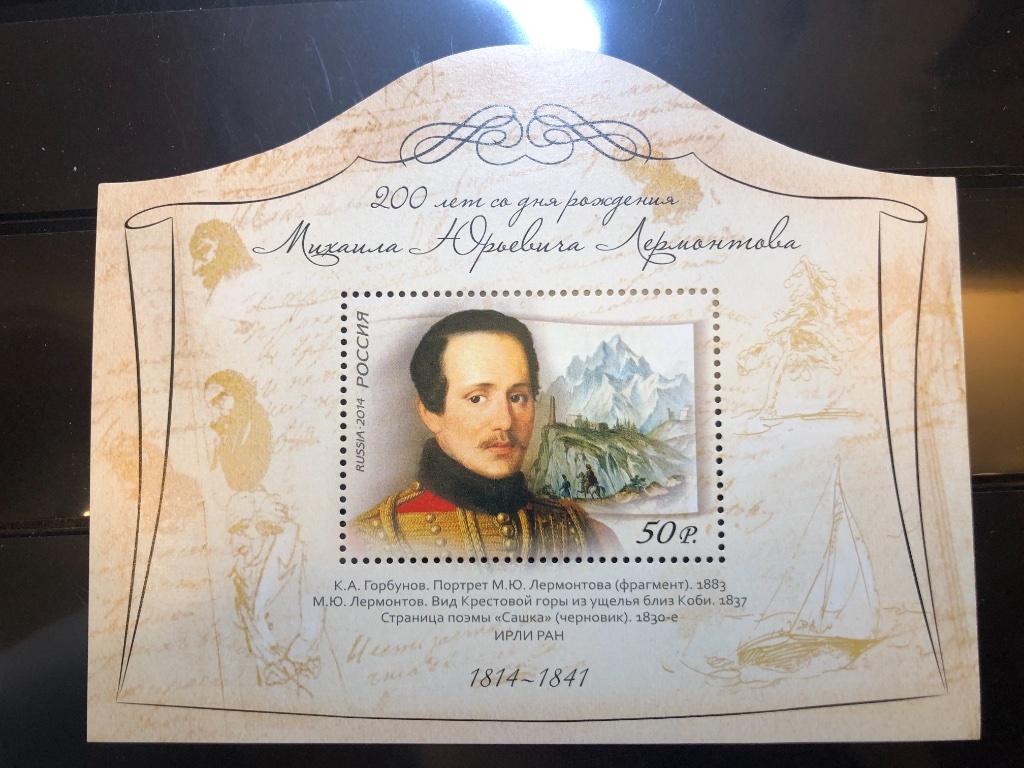 200 лет со дня рождения
Михаила Юрьевича Лермонтова
RUSSIA·2014 РОССИЯ
50 Р.
К.А. Горбунов. Портрет М.Ю. Лермонтова (фрагмент). 1883
М.Ю. Лермонтов. Вид Крестовой горы из ущелья близ Коби. 1837
Страница поэмы «Сашка» (черновик). 1830-е
ИРЛИ РАН
1814~1841